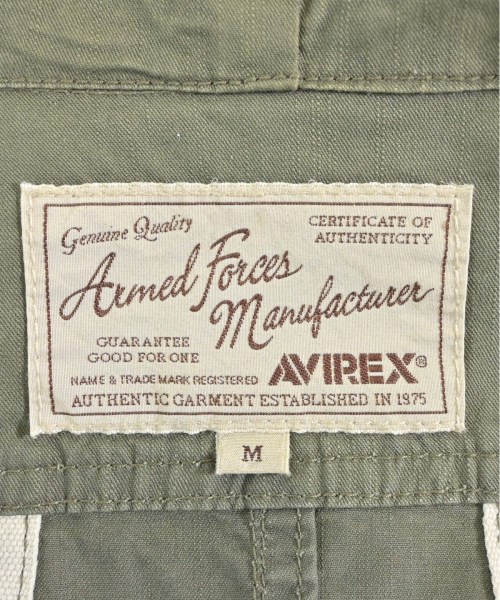 Genuine Quality
CERTIFICATE OF
AUTHENTICITY
Armed Forces
Manufacturer
GUARANTEE
GOOD FOR ONE
NAME & TRADE MARK REGISTERED
AVIREX®
AUTHENTIC GARMENT ESTABLISHED IN 1975
M